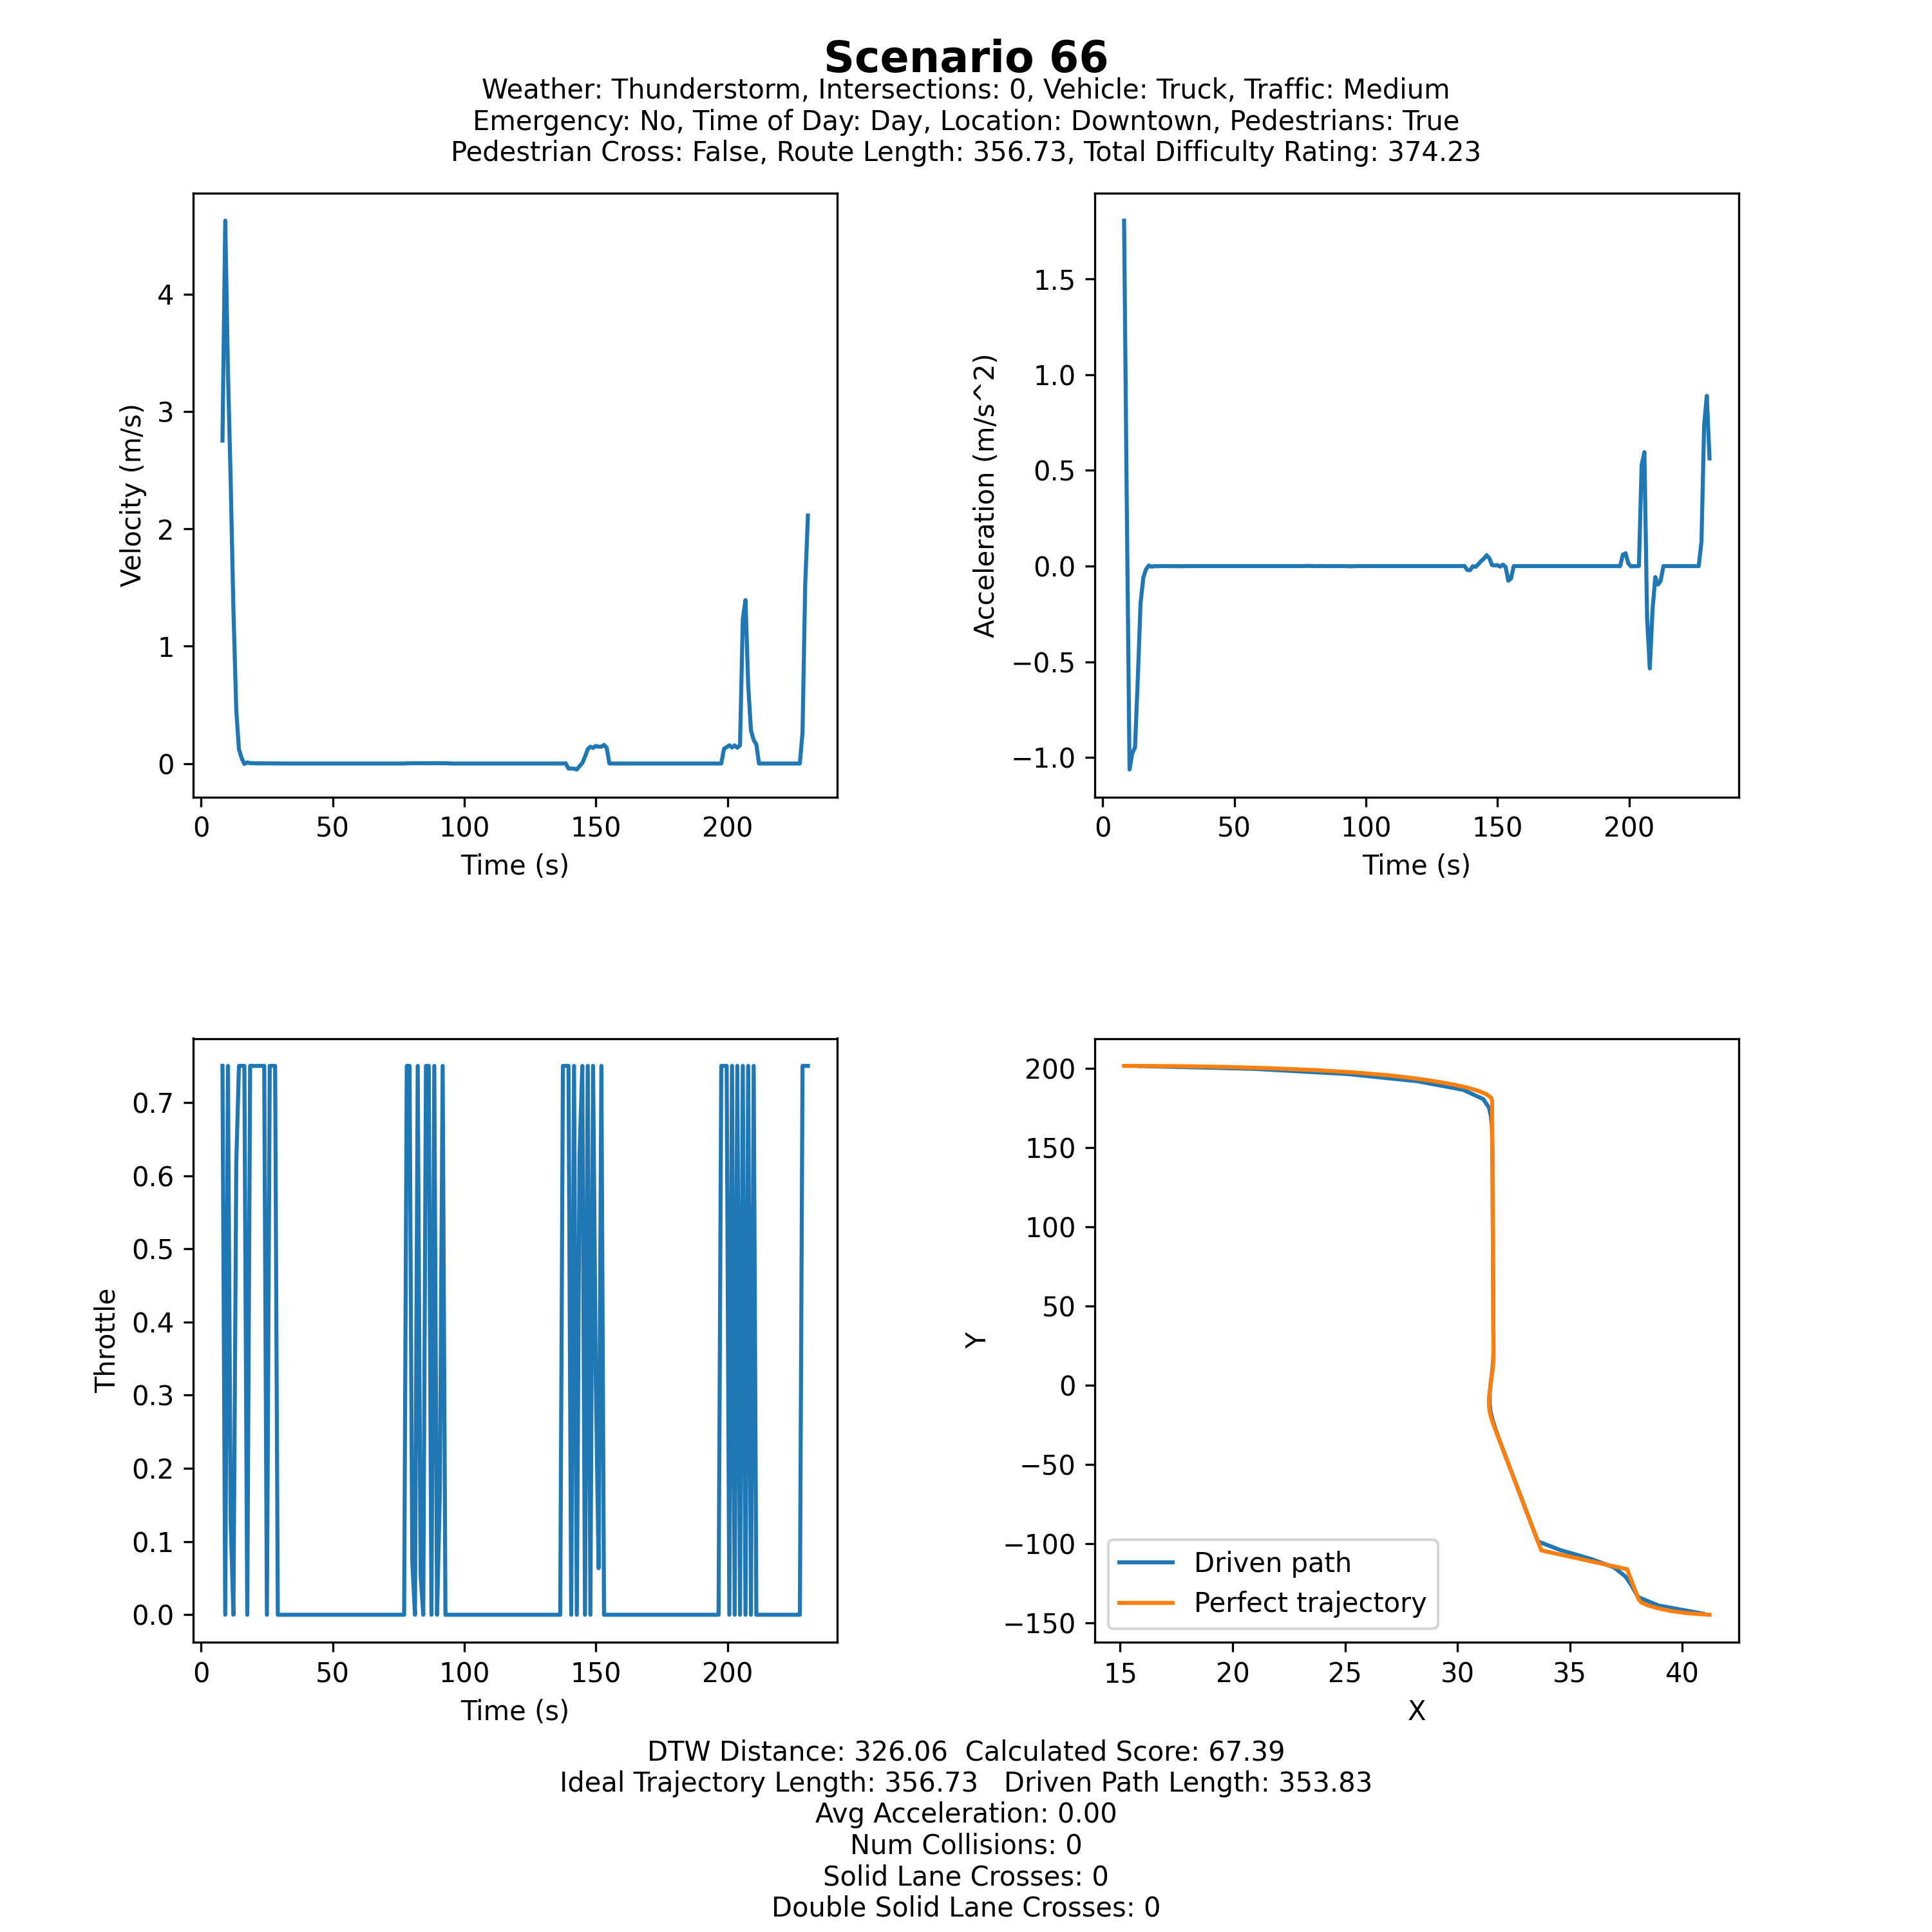 Scenario 66
Weather: Thunderstorm, Intersections: 0, Vehicle: Truck, Traffic: Medium
Emergency: No, Time of Day: Day, Location: Downtown, Pedestrians: True
Pedestrian Cross: False, Route Length: 356.73, Total Difficulty Rating: 374.23
Velocity (m/s)
4
3
2
1
0
0 50 100 150 200
Time (s)
Acceleration (m/s^2)
1.5
1.0
0.5
0.0
−0.5
−1.0
0 50 100 150 200
Time (s)
Throttle
0.7
0.6
0.5
0.4
0.3
0.2
0.1
0.0
0 50 100 150 200
Time (s)
Y
200
150
100
50
0
−50
−100
−150
Driven path
Perfect trajectory
15 20 25 30 35 40
X
DTW Distance: 326.06 Calculated Score: 67.39
Ideal Trajectory Length: 356.73 Driven Path Length: 353.83
Avg Acceleration: 0.00
Num Collisions: 0
Solid Lane Crosses: 0
Double Solid Lane Crosses: 0